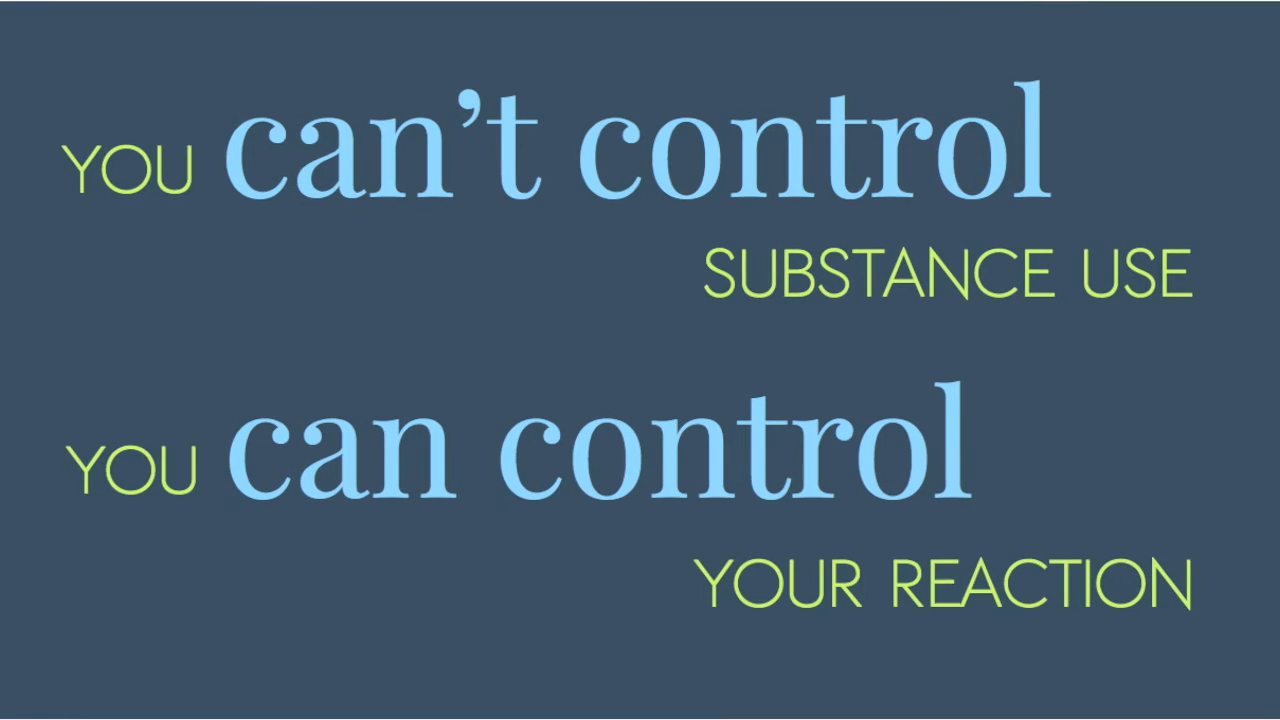 YOU can’t control
SUBSTANCE USE
YOU can control
YOUR REACTION